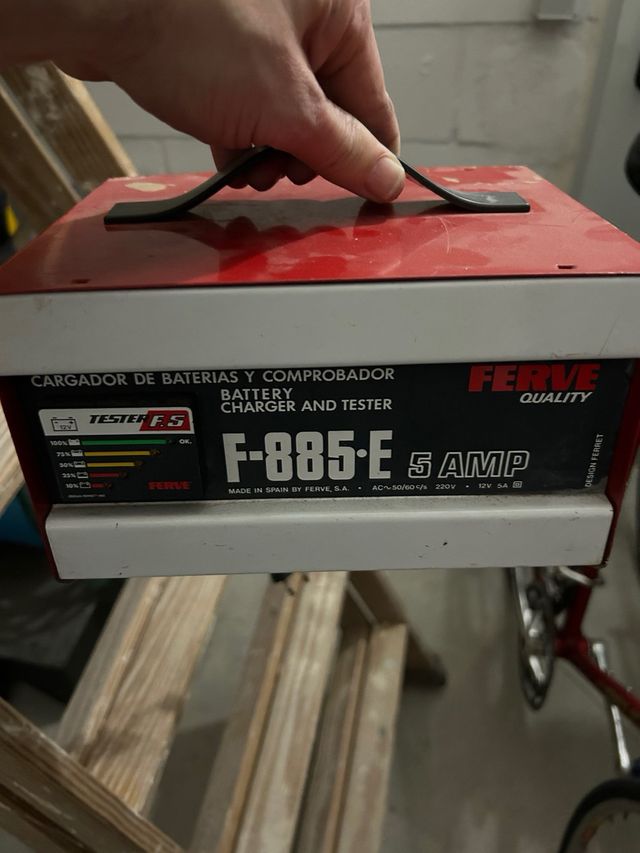 CARGADOR DE BATERIAS Y COMPROBADOR
BATTERY
CHARGER AND TESTER
FERVE
QUALITY
12V
TESTER F.S
100%
OK.
75%
50%
25%
10%
FERVE
F-885·E 5 AMP
MADE IN SPAIN BY FERVE, S.A. · AC~50/60 c/s 220V · 12V 5A
DESIGN FERRET